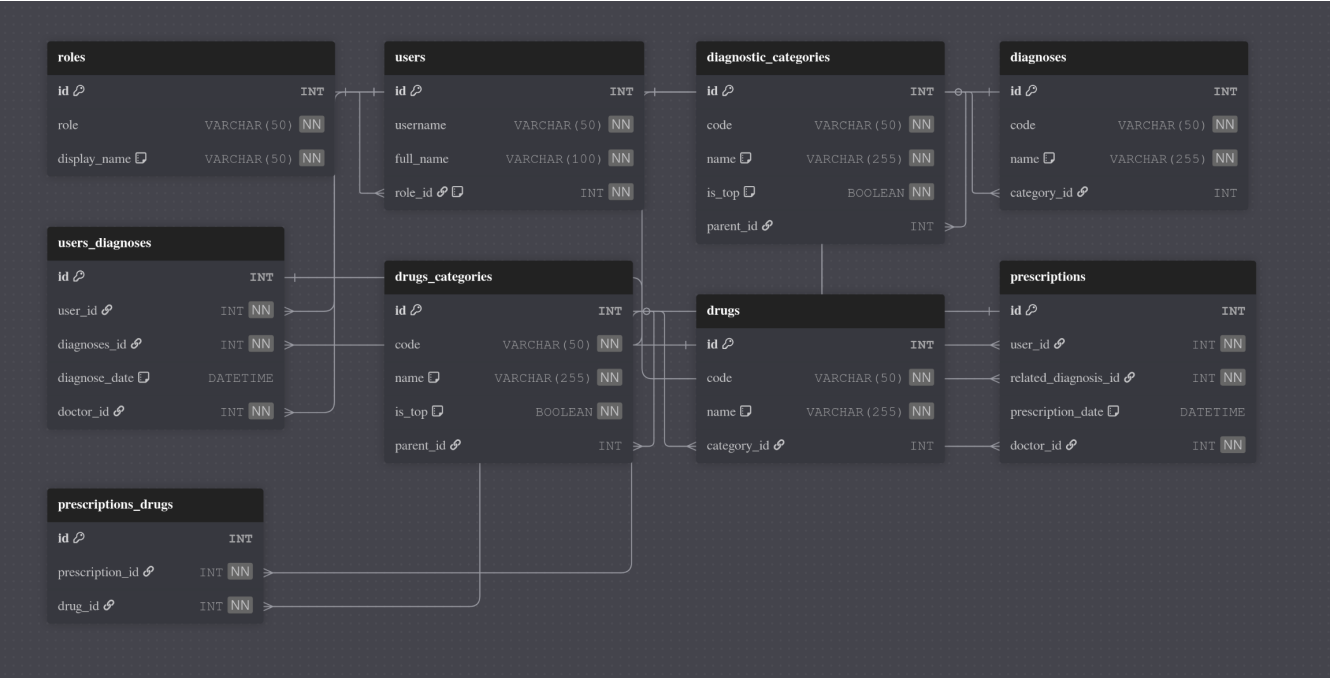 roles
id INT
role VARCHAR(50) NN
display_name VARCHAR(50) NN
users
id INT
username VARCHAR(50) NN
full_name VARCHAR(100) NN
role_id INT NN
diagnostic_categories
id INT
code VARCHAR(50) NN
name VARCHAR(255) NN
is_top BOOLEAN NN
parent_id INT
diagnoses
id INT
code VARCHAR(50) NN
name VARCHAR(255) NN
category_id INT
users_diagnoses
id INT
user_id INT NN
diagnoses_id INT NN
diagnose_date DATETIME
doctor_id INT NN
drugs_categories
id INT
code VARCHAR(50) NN
name VARCHAR(255) NN
is_top BOOLEAN NN
parent_id INT
drugs
id INT
code VARCHAR(50) NN
name VARCHAR(255) NN
category_id INT
prescriptions
id INT
user_id INT NN
related_diagnosis_id INT NN
prescription_date DATETIME
doctor_id INT NN
prescriptions_drugs
id INT
prescription_id INT NN
drug_id INT NN